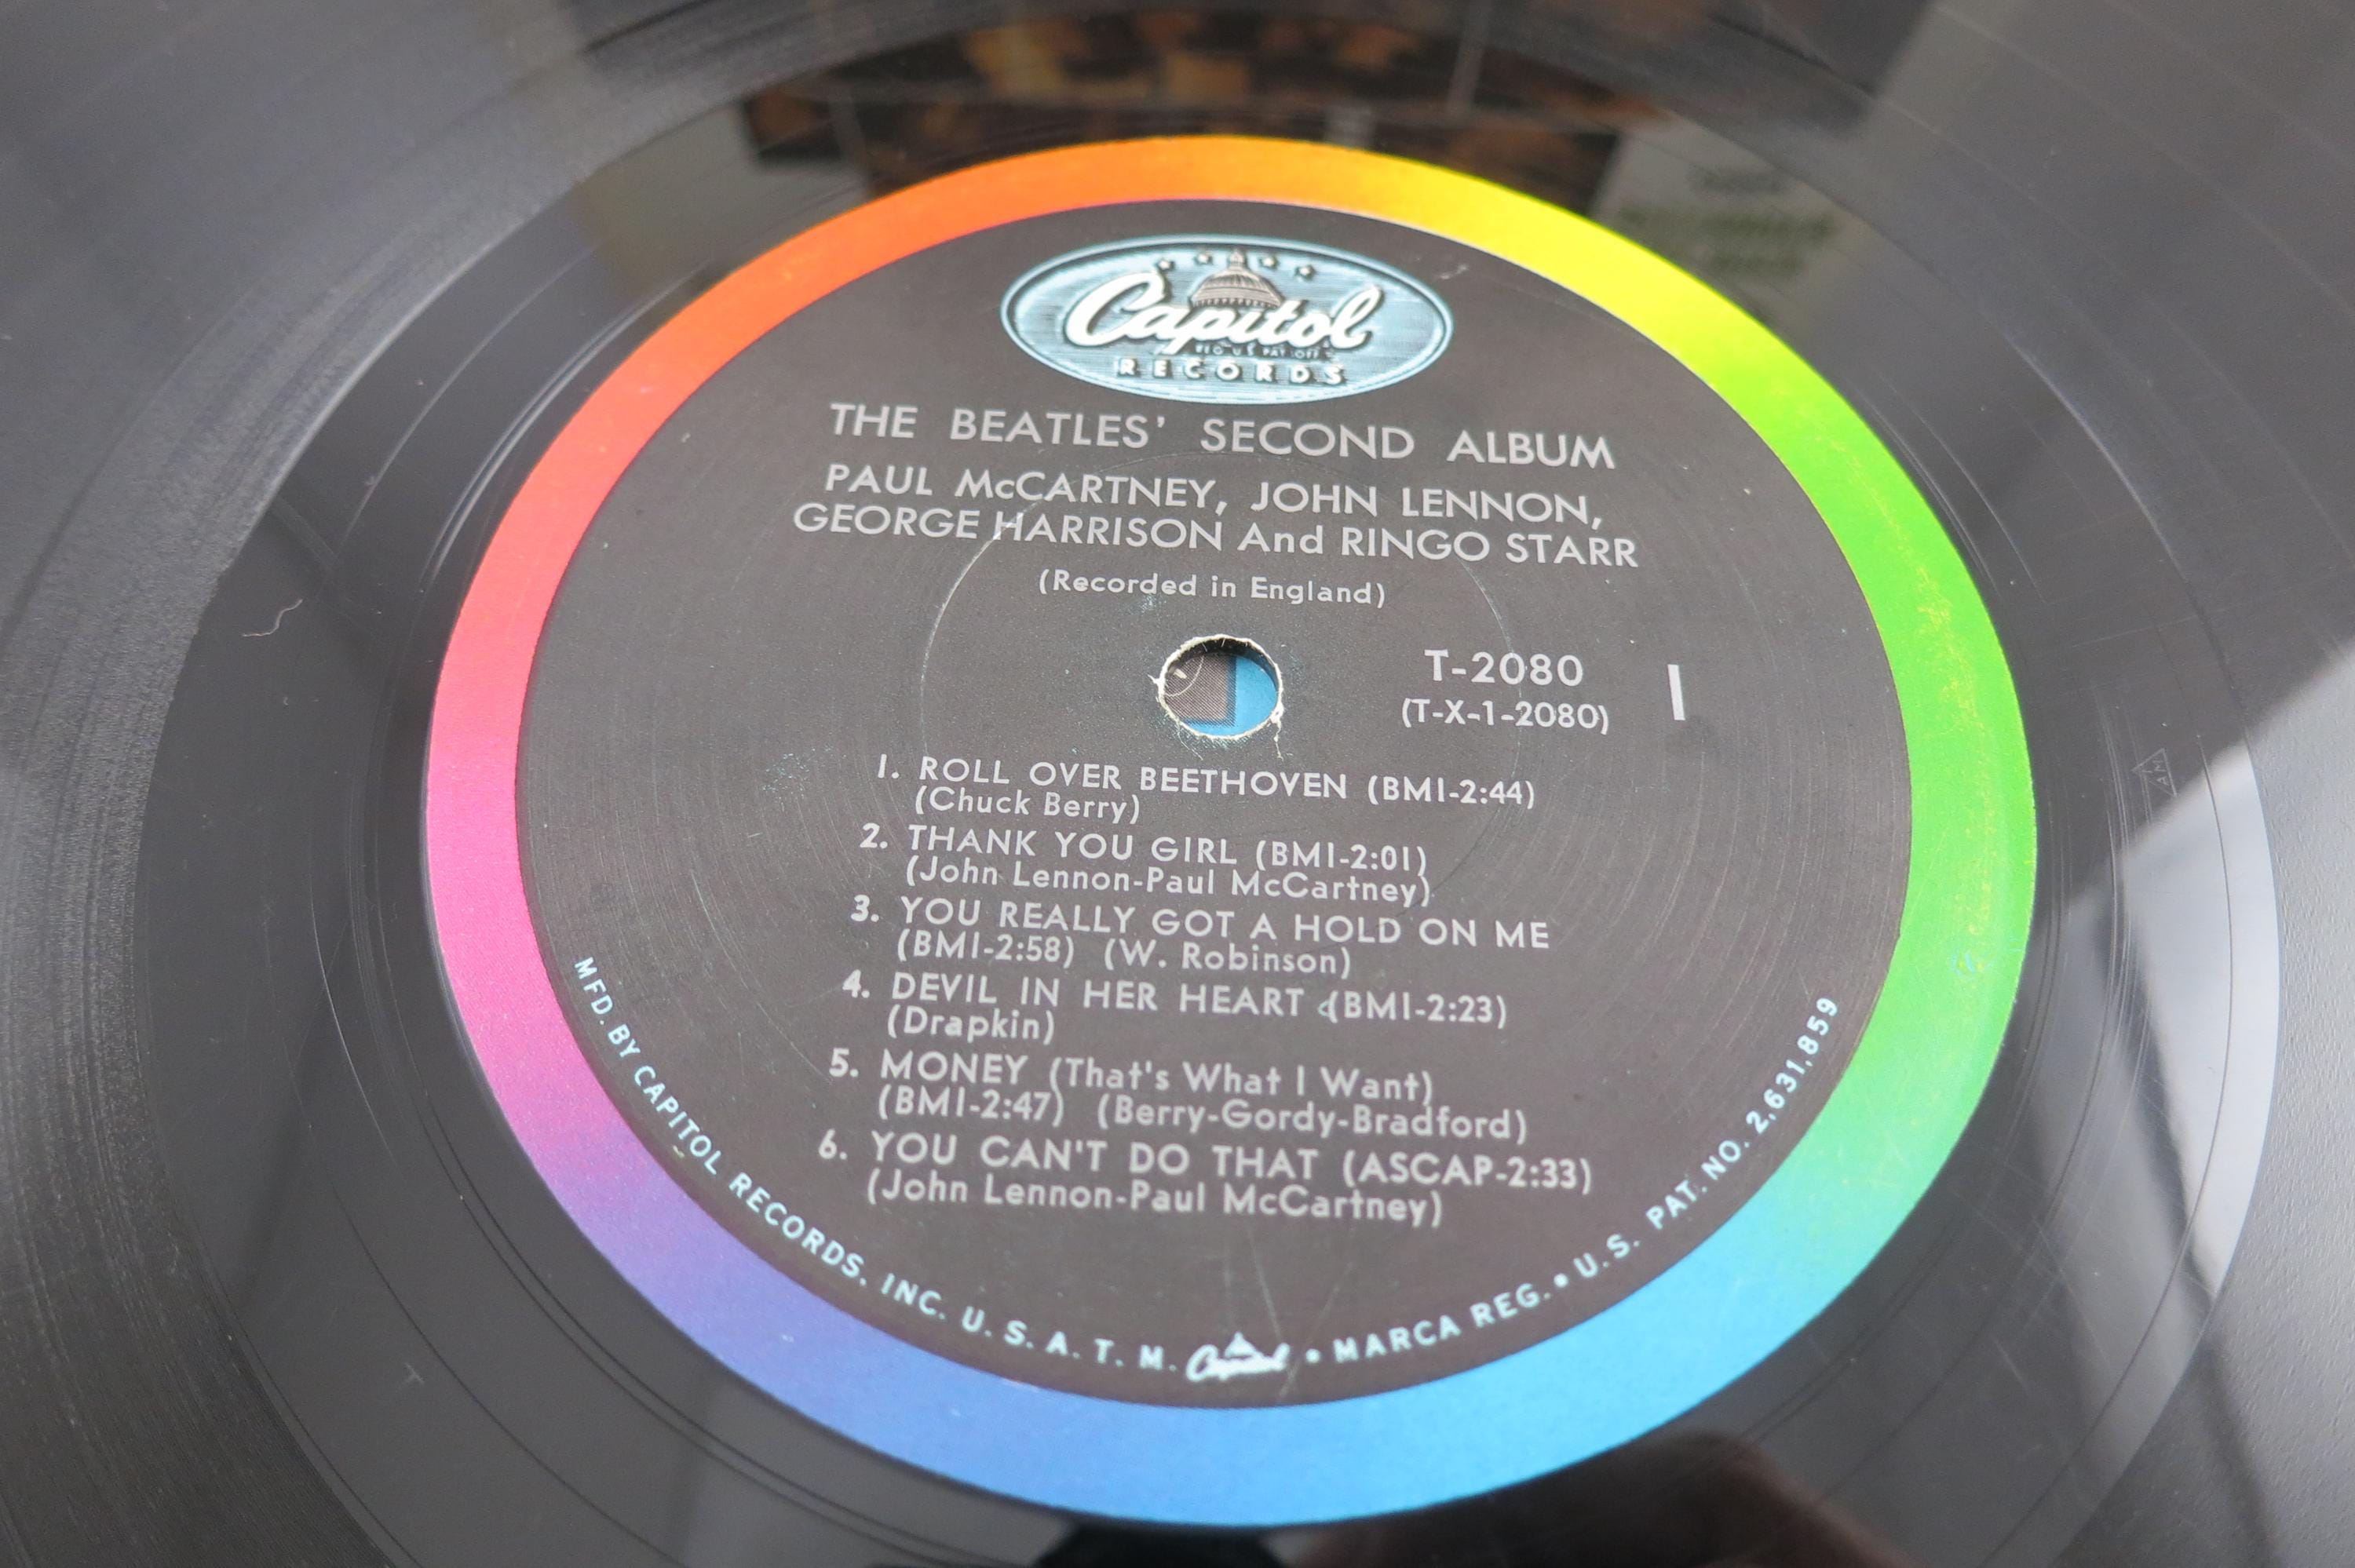 Capitol
REG. U.S. PAT. OFF.
RECORDS
THE BEATLES' SECOND ALBUM
PAUL McCARTNEY, JOHN LENNON,
GEORGE HARRISON And RINGO STARR
(Recorded in England)
T-2080
(T-X-1-2080)
1
1. ROLL OVER BEETHOVEN (BMI-2:44)
(Chuck Berry)
2. THANK YOU GIRL (BMI-2:01)
(John Lennon-Paul McCartney)
3. YOU REALLY GOT A HOLD ON ME
(BMI-2:58) (W. Robinson)
4. DEVIL IN HER HEART (BMI-2:23)
(Drapkin)
5. MONEY (That's What I Want)
(BMI-2:47) (Berry-Gordy-Bradford)
6. YOU CAN'T DO THAT (ASCAP-2:33)
(John Lennon-Paul McCartney)
MFD. BY CAPITOL RECORDS, INC. U. S. A. T. M. Capitol • MARCA REG. • U. S. PAT. NO. 2,631,859